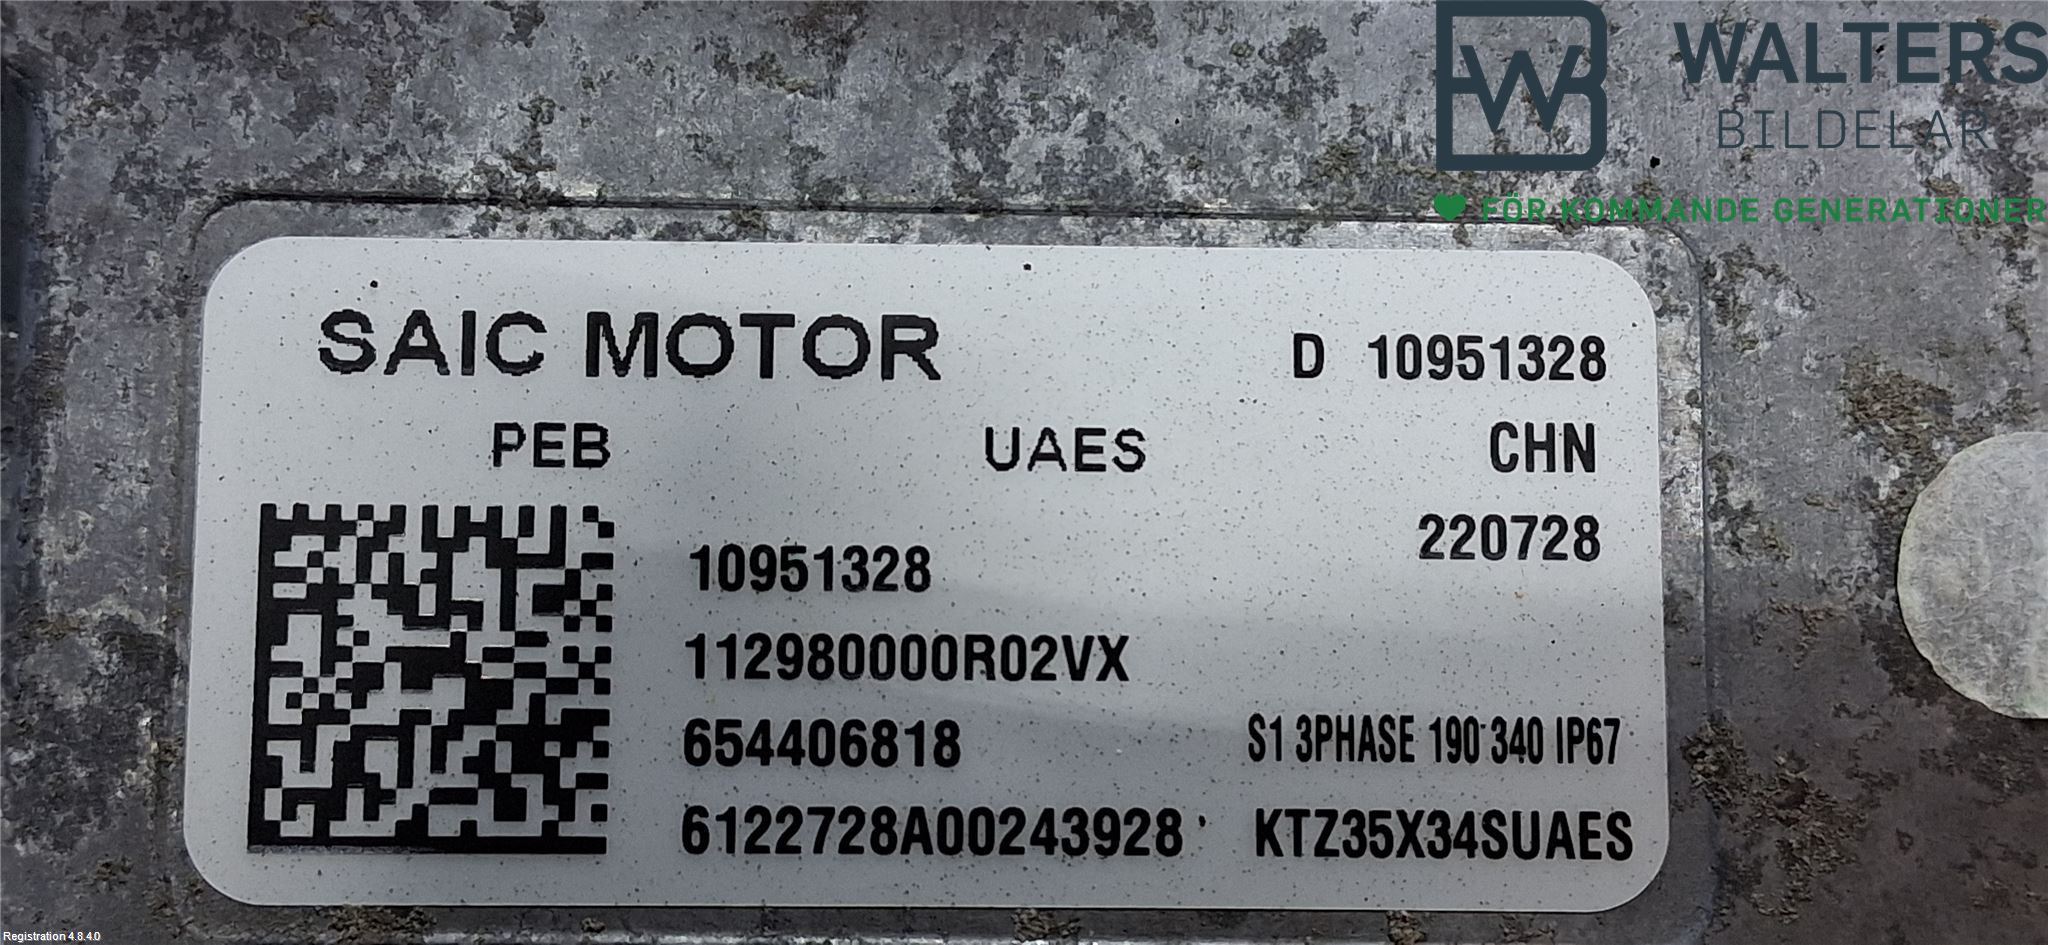 WALTERS
BILDELAR
FÖR KOMMANDE GENERATIONER
SAIC MOTOR
D 10951328
PEB UAES CHN
220728
10951328
112980000R02VX
654406818
S1 3PHASE 190 340 IP67
6122728A00243928
KTZ35X34SUAES
Registration 4.8.4.0